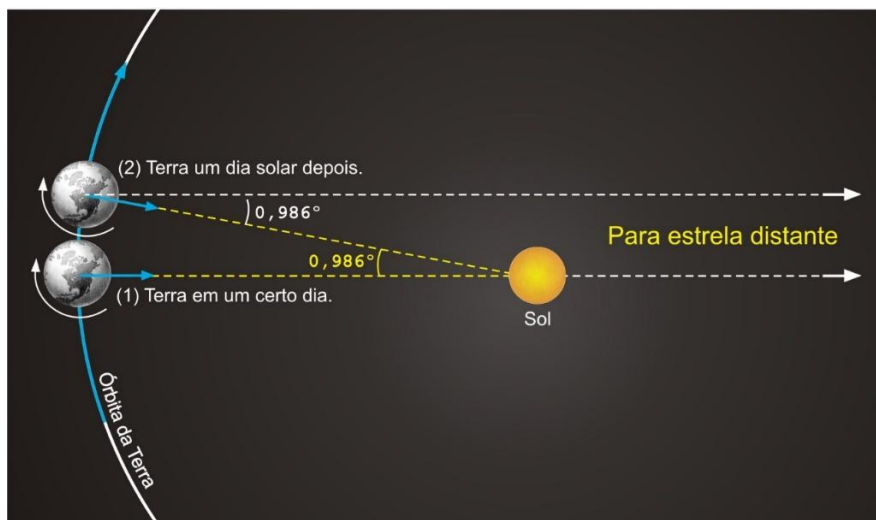 (2) Terra um dia solar depois.
0,986°
Para estrela distante
0,986°
(1) Terra em um certo dia.
Sol
Órbita da Terra